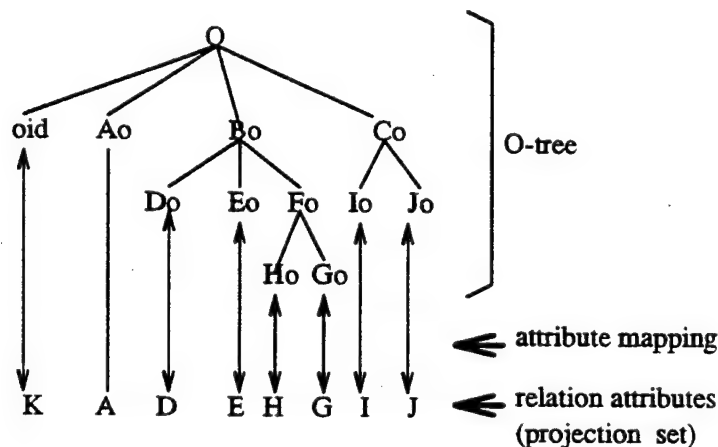 O
oid Ao Bo Co
O-tree
Do Eo Fo Io Jo
Ho Go
attribute mapping
K A D E H G I J
relation attributes
(projection set)